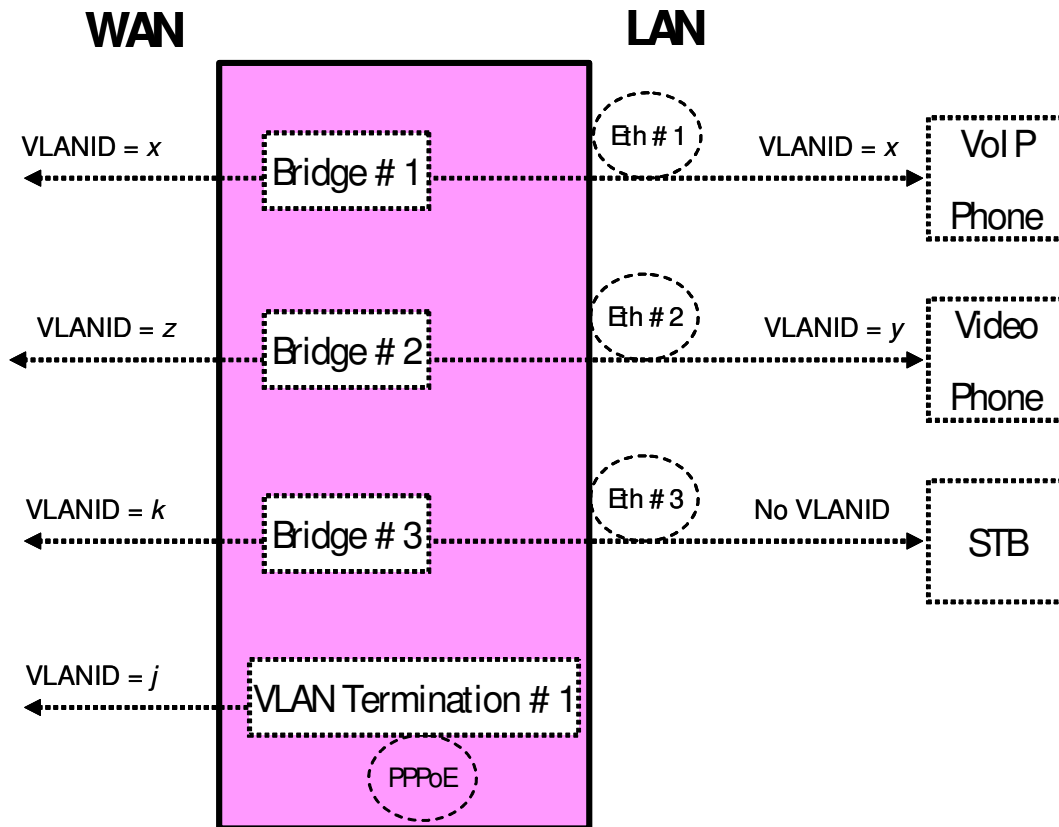 WAN LAN
VLANID = x Bridge # 1 Eth # 1 VLANID = x VoIP
Phone
VLANID = z Bridge # 2 Eth # 2 VLANID = y Video
Phone
VLANID = k Bridge # 3 Eth # 3 No VLANID STB
VLANID = j VLAN Termination # 1
PPPoE